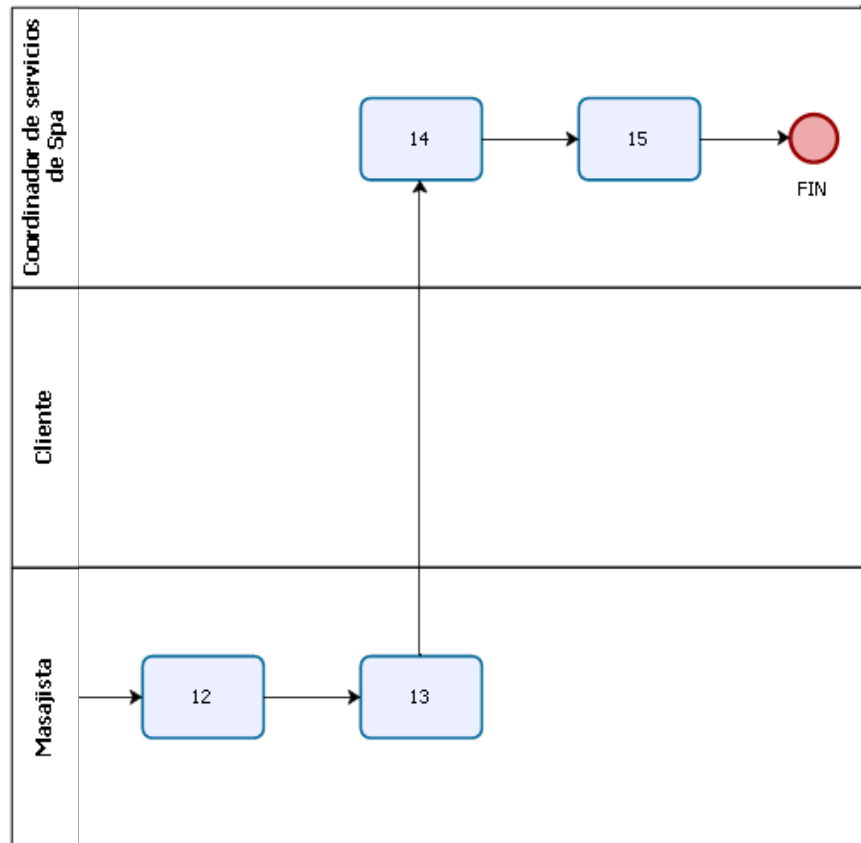 Coordinador de servicios
de Spa
14
15
FIN
Cliente
Masajista
12
13